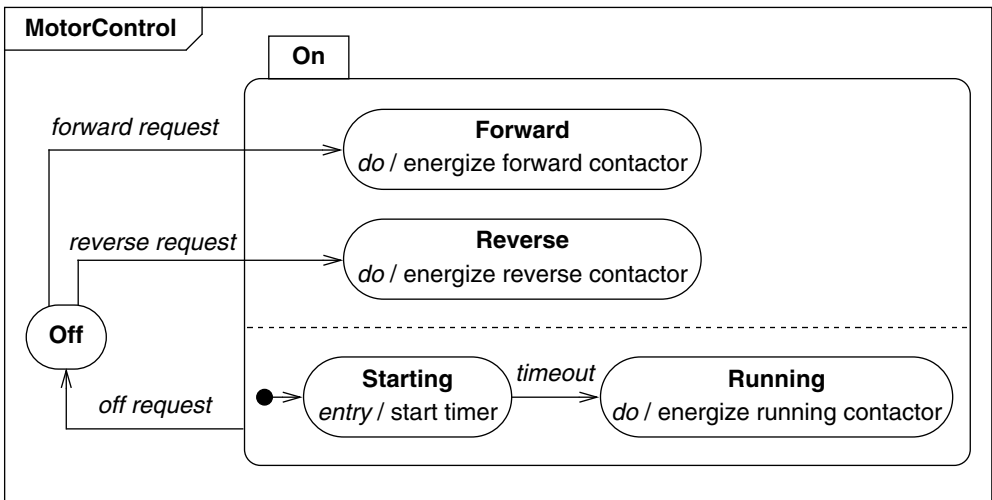 MotorControl
On
forward request
Forward
do / energize forward contactor
reverse request
Reverse
do / energize reverse contactor
Off
Starting
entry / start timer
timeout
Running
do / energize running contactor
off request